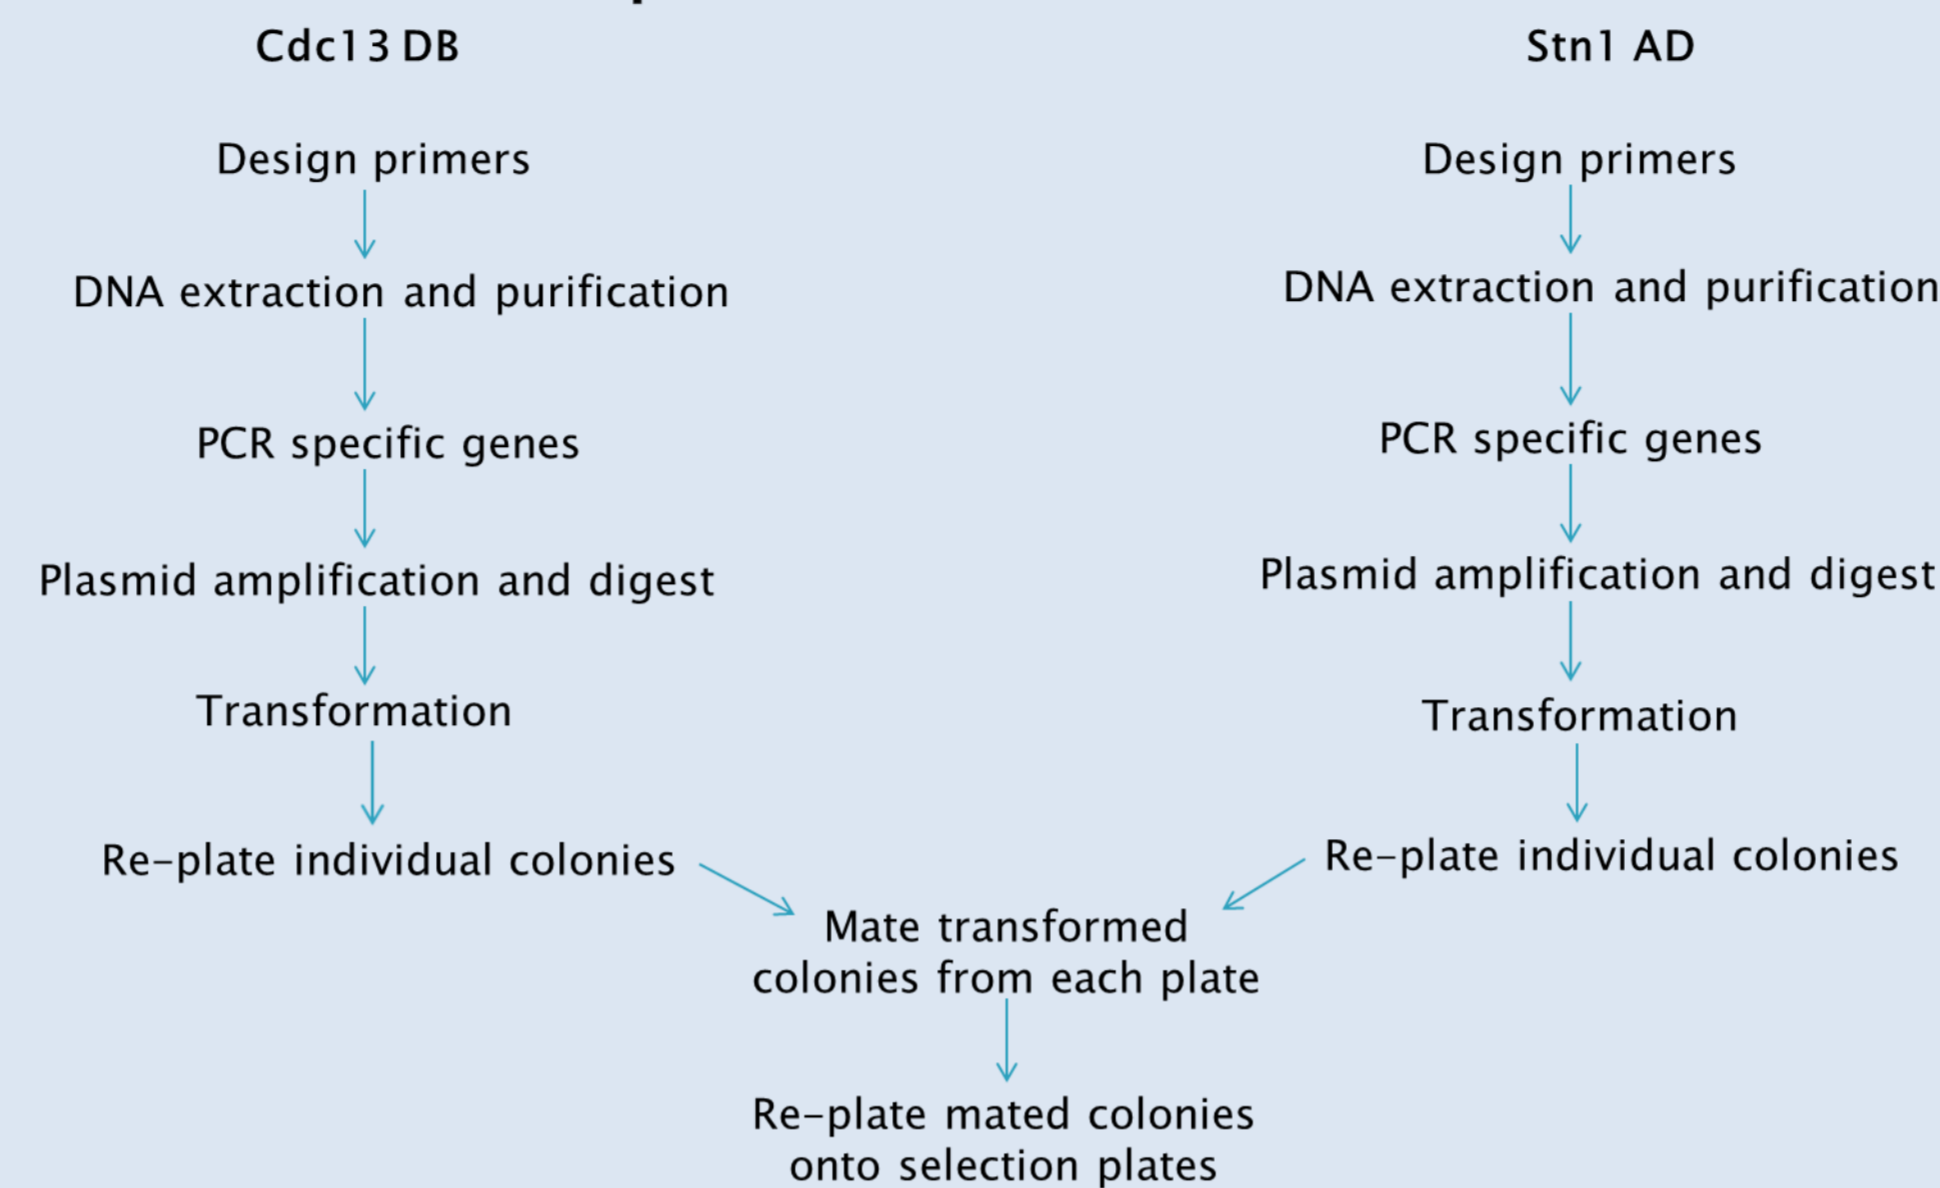 Cdc13 DB
Stn1 AD
Design primers
Design primers
DNA extraction and purification
DNA extraction and purification
PCR specific genes
PCR specific genes
Plasmid amplification and digest
Plasmid amplification and digest
Transformation
Transformation
Re-plate individual colonies
Re-plate individual colonies
Mate transformed
colonies from each plate
Re-plate mated colonies
onto selection plates